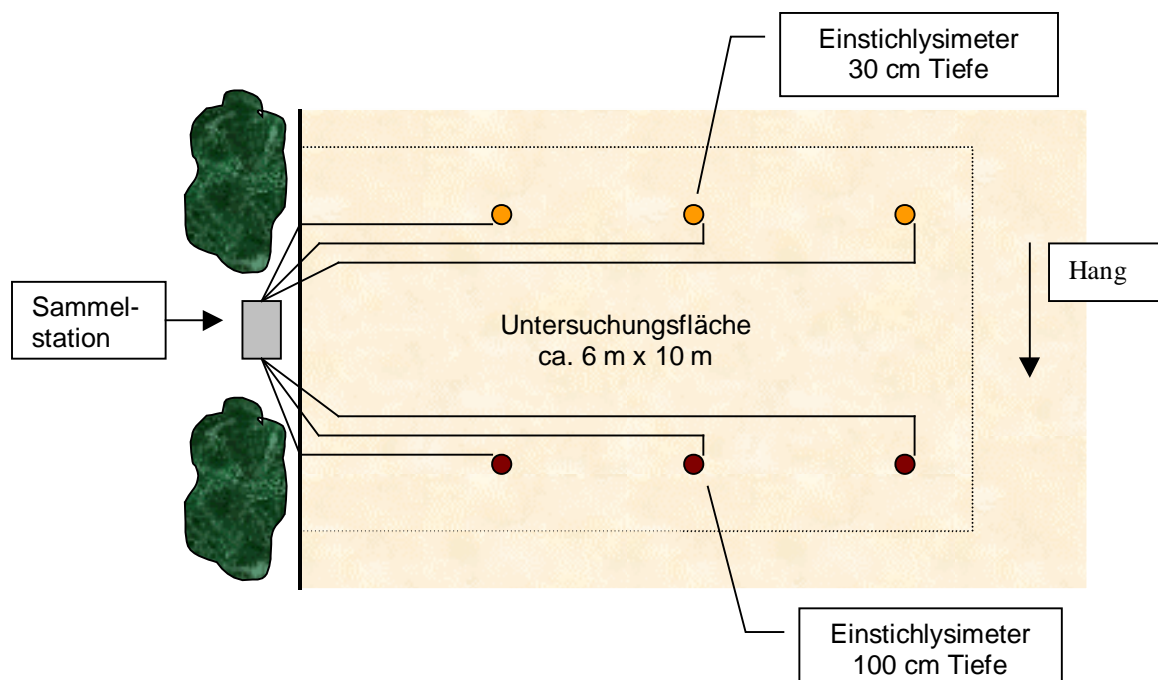 Einstichlysimeter
30 cm Tiefe
Hang
Sammel-
station
Untersuchungsfläche
ca. 6 m x 10 m
Einstichlysimeter
100 cm Tiefe